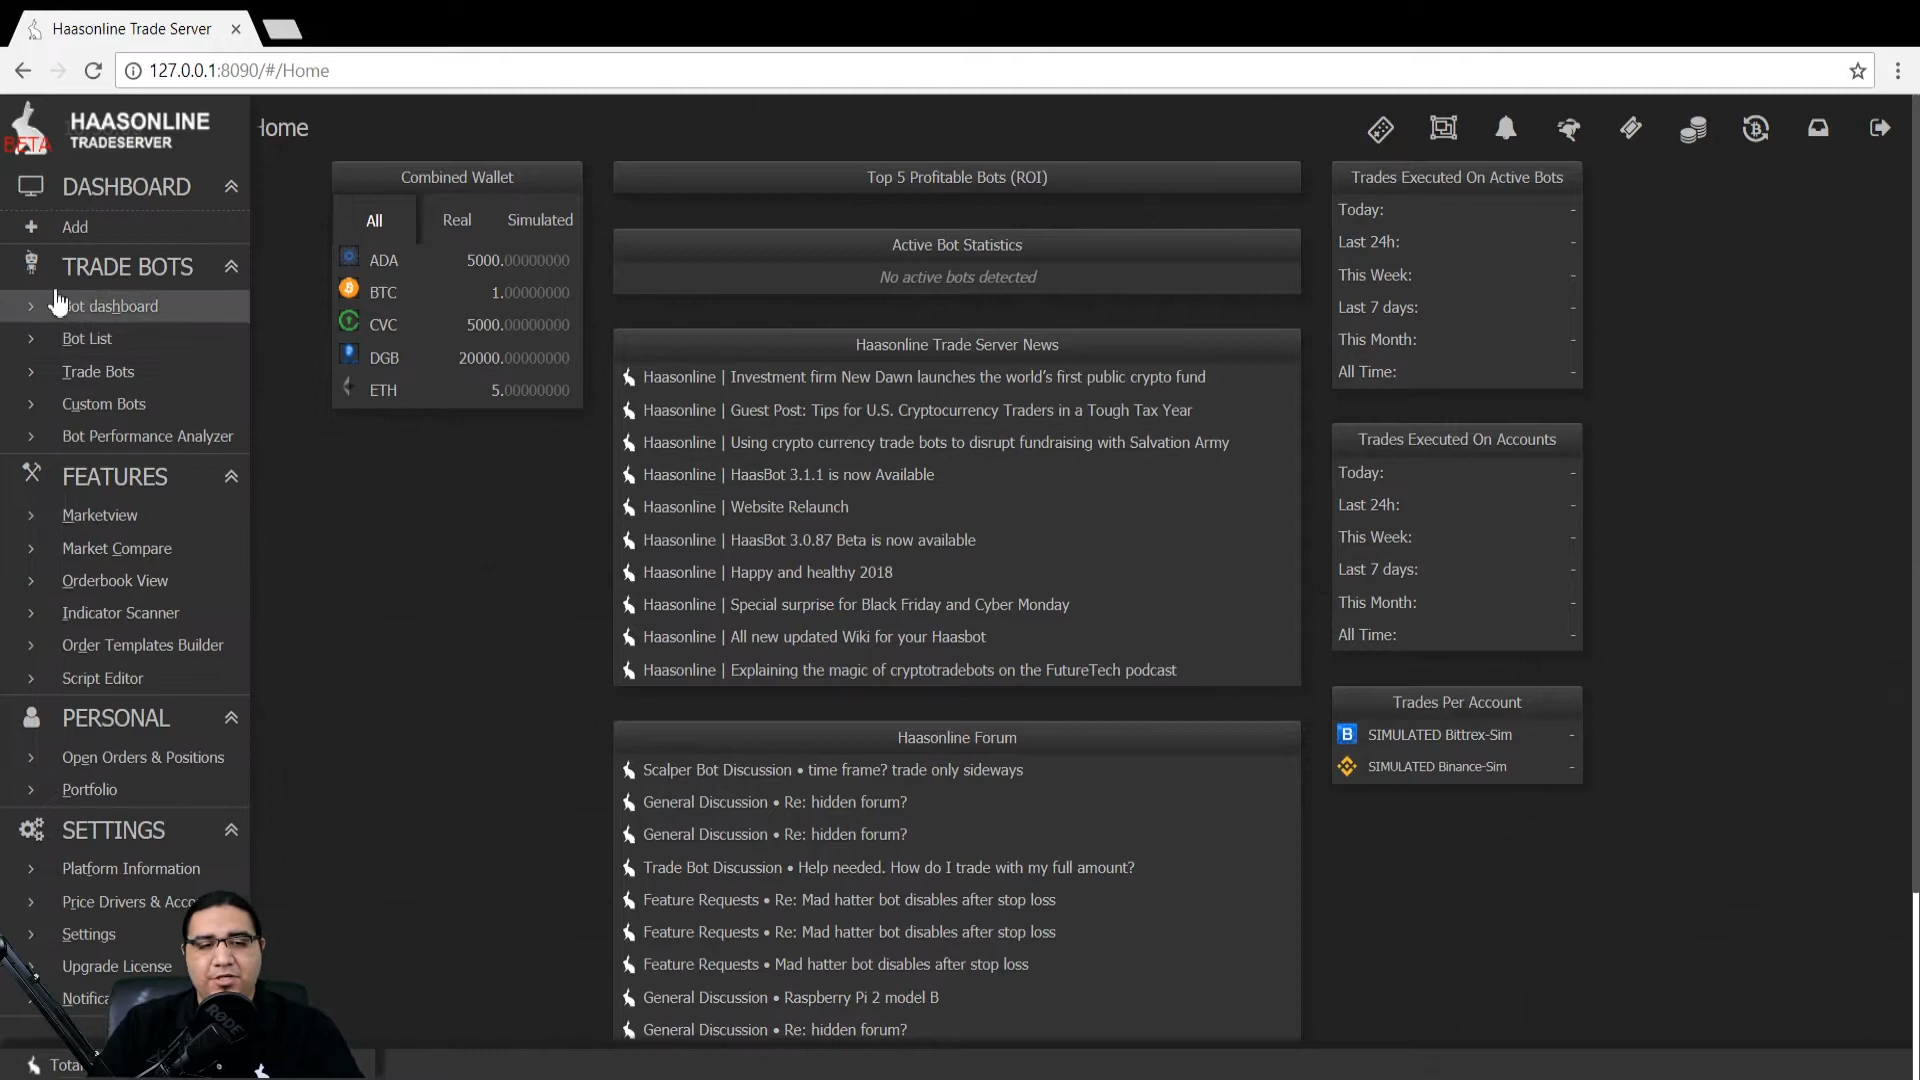 Haasonline Trade Server
127.0.0.1:8090/#/Home
HAASONLINE
TRADESERVER
BETA
Home
DASHBOARD
Add
TRADE BOTS
Bot dashboard
Bot List
Trade Bots
Custom Bots
Bot Performance Analyzer
FEATURES
Marketview
Market Compare
Orderbook View
Indicator Scanner
Order Templates Builder
Script Editor
PERSONAL
Open Orders & Positions
Portfolio
SETTINGS
Platform Information
Price Drivers & Acco
Settings
Upgrade License
Notifica
Total
Combined Wallet
All Real Simulated
ADA 5000.00000000
BTC 1.00000000
CVC 5000.00000000
DGB 20000.00000000
ETH 5.00000000
Top 5 Profitable Bots (ROI)
Active Bot Statistics
No active bots detected
Haasonline Trade Server News
Haasonline | Investment firm New Dawn launches the world's first public crypto fund
Haasonline | Guest Post: Tips for U.S. Cryptocurrency Traders in a Tough Tax Year
Haasonline | Using crypto currency trade bots to disrupt fundraising with Salvation Army
Haasonline | HaasBot 3.1.1 is now Available
Haasonline | Website Relaunch
Haasonline | HaasBot 3.0.87 Beta is now available
Haasonline | Happy and healthy 2018
Haasonline | Special surprise for Black Friday and Cyber Monday
Haasonline | All new updated Wiki for your Haasbot
Haasonline | Explaining the magic of cryptotradebots on the FutureTech podcast
Haasonline Forum
Scalper Bot Discussion • time frame? trade only sideways
General Discussion • Re: hidden forum?
General Discussion • Re: hidden forum?
Trade Bot Discussion • Help needed. How do I trade with my full amount?
Feature Requests • Re: Mad hatter bot disables after stop loss
Feature Requests • Re: Mad hatter bot disables after stop loss
Feature Requests • Mad hatter bot disables after stop loss
General Discussion • Raspberry Pi 2 model B
General Discussion • Re: hidden forum?
Trades Executed On Active Bots
Today: -
Last 24h: -
This Week: -
Last 7 days: -
This Month: -
All Time: -
Trades Executed On Accounts
Today: -
Last 24h: -
This Week: -
Last 7 days: -
This Month: -
All Time: -
Trades Per Account
SIMULATED Bittrex-Sim -
SIMULATED Binance-Sim -
RØDE